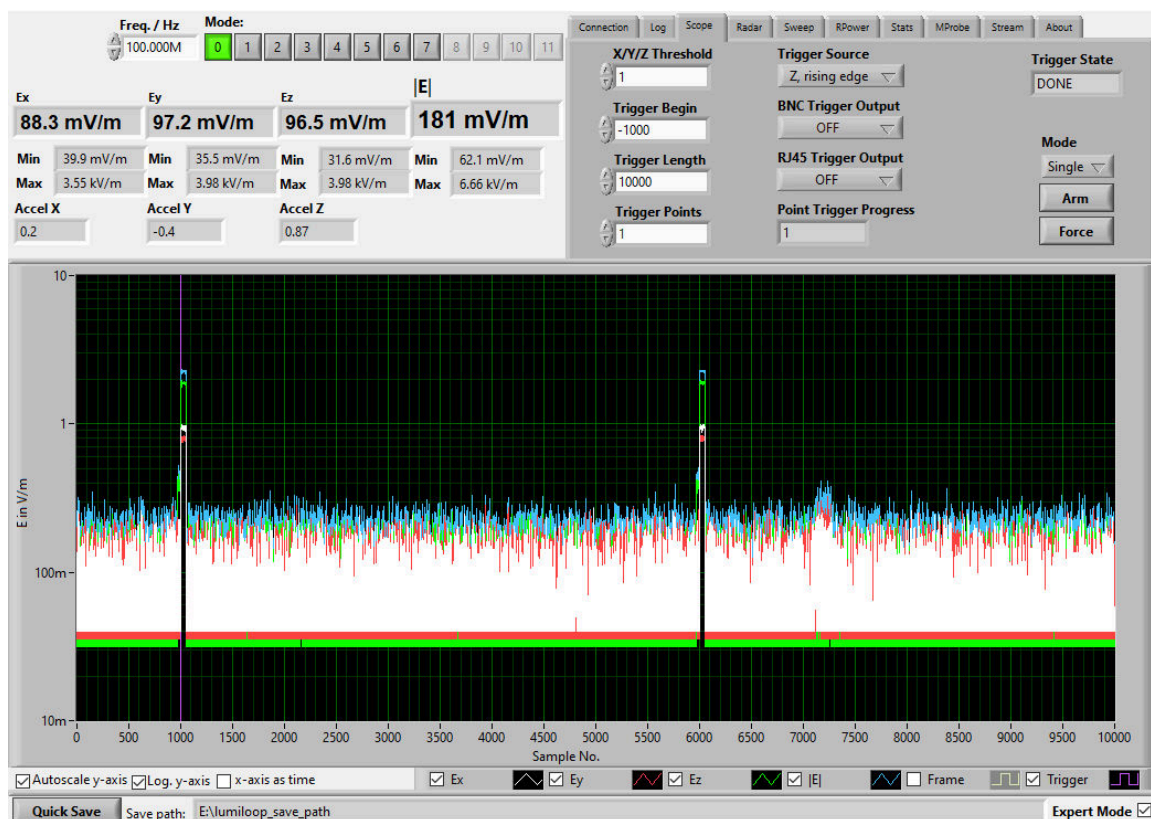 Freq. / Hz Mode:
100.000M 0 1 2 3 4 5 6 7 8 9 10 11
Ex Ey Ez |E|
88.3 mV/m 97.2 mV/m 96.5 mV/m 181 mV/m
Min 39.9 mV/m Min 35.5 mV/m Min 31.6 mV/m Min 62.1 mV/m
Max 3.55 kV/m Max 3.98 kV/m Max 3.98 kV/m Max 6.66 kV/m
Accel X Accel Y Accel Z
0.2 -0.4 0.87
Connection Log Scope Radar Sweep RPower Stats MProbe Stream About
X/Y/Z Threshold Trigger Source Trigger State
1 Z, rising edge DONE
Trigger Begin BNC Trigger Output
-1000 OFF
Mode
Trigger Length RJ45 Trigger Output Single
10000 OFF Arm
Trigger Points Point Trigger Progress
1 1 Force
10
1
100m
10m
E in V/m
0 500 1000 1500 2000 2500 3000 3500 4000 4500 5000 5500 6000 6500 7000 7500 8000 8500 9000 9500 10000
Sample No.
Autoscale y-axis Log. y-axis x-axis as time Ex Ey Ez |E| Frame Trigger
Quick Save Save path: E:\lumiloop_save_path Expert Mode